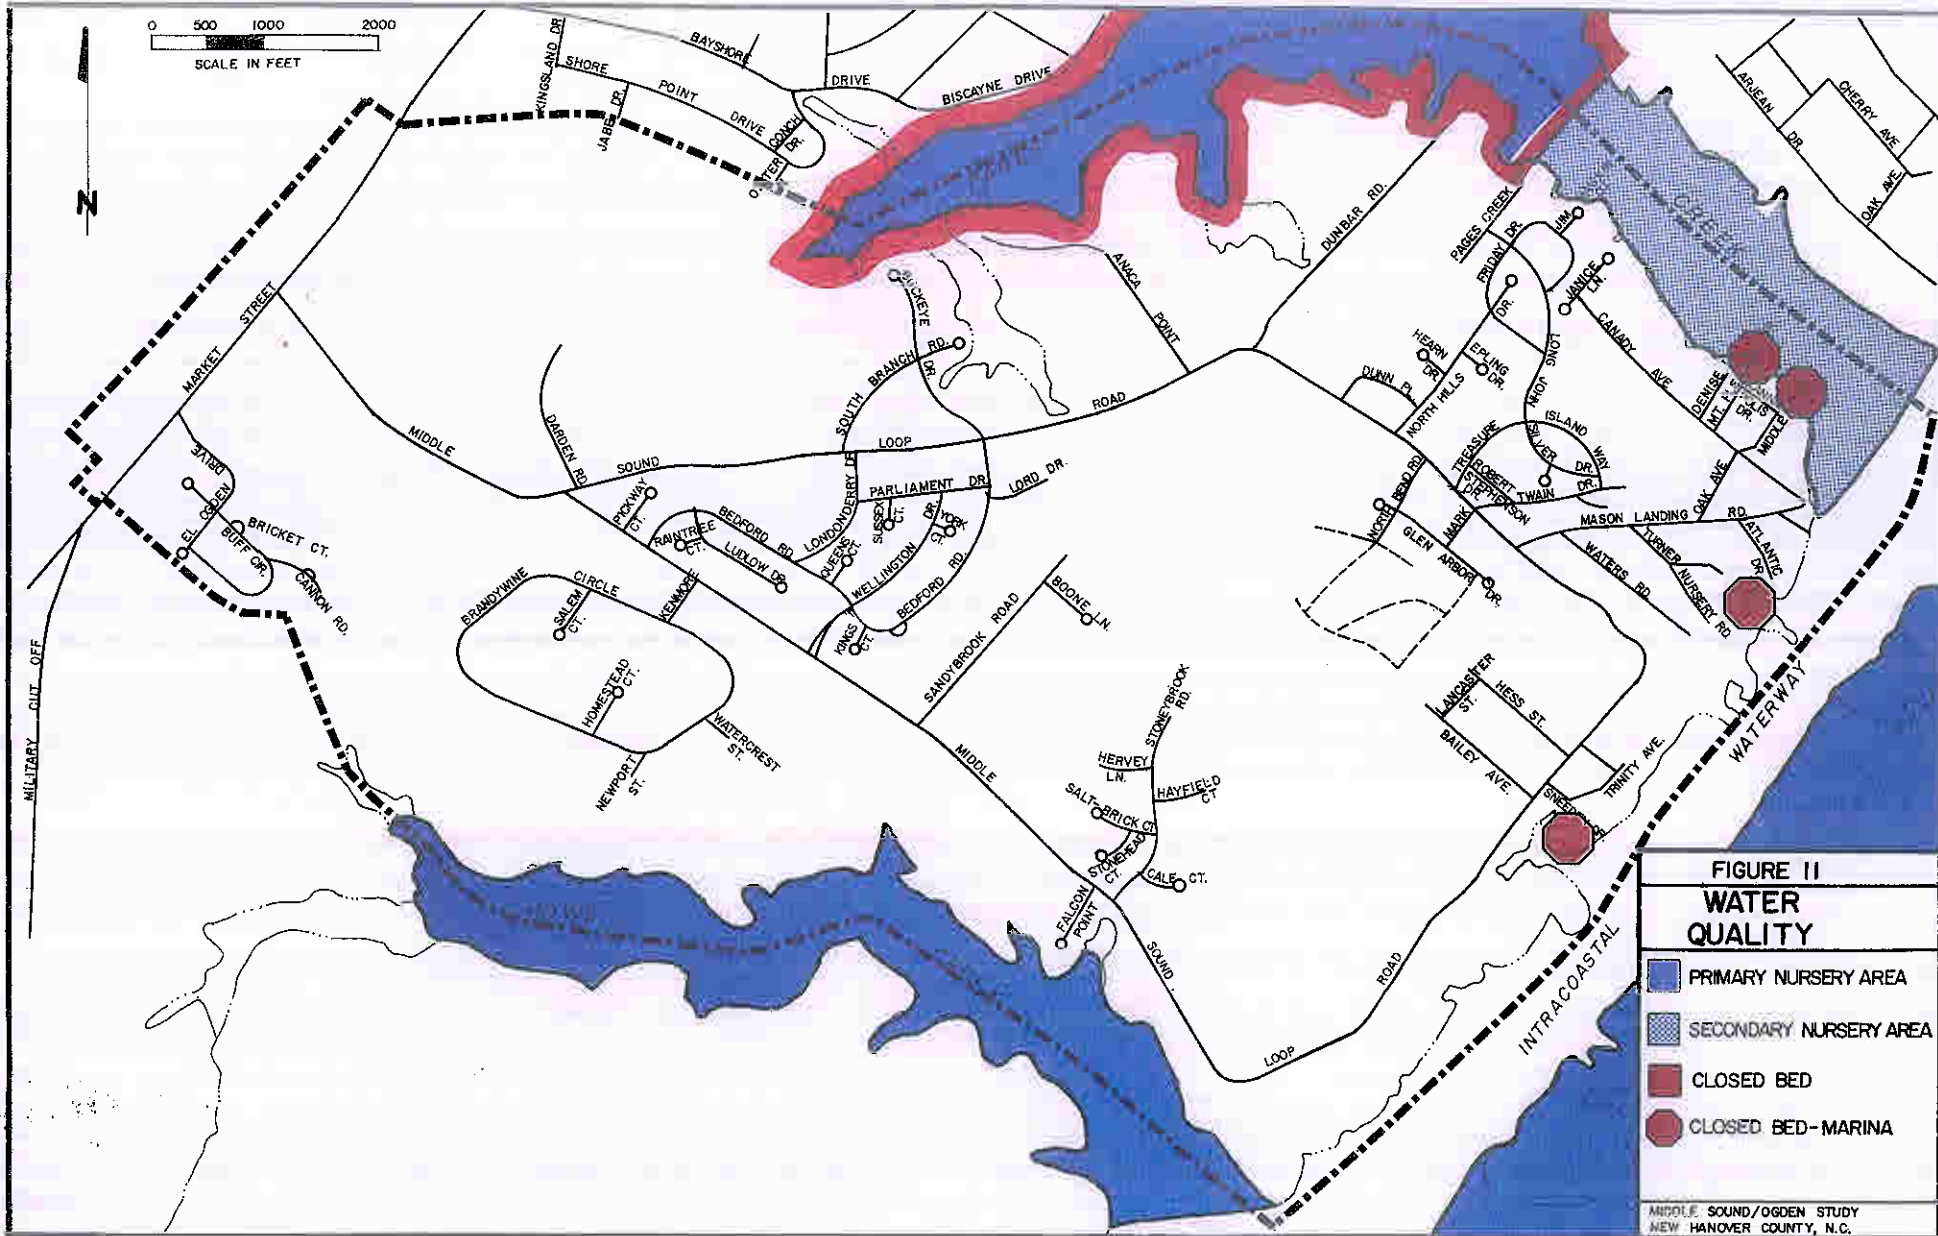 0 500 1000 2000
SCALE IN FEET
N
KINGSLAND DR.
SHORE POINT DRIVE
JABE DR.
BAYSHORE DRIVE
CONCH DR.
BISCAYNE DRIVE
ARJEAN DR.
CHERRY AVE
OAK AVE.
CREEK
MARKET STREET
MILITARY CUT OFF
MIDDLE SOUND LOOP ROAD
DARDEN RD.
BUCKEYE DR.
SOUTH BRANCH RD.
ANACA POINT
DUNBAR RD.
PAGES CREEK
FRIDAY DR.
JIM
JANICE LN.
CANADY AVE
LONG JOHN SILVER DR.
HEARN DR.
EPLING DR.
NORTH HILLS DR.
DUNN PL.
TREASURE ISLAND WAY
ROBERT STEPHENSON DR.
MARK TWAIN DR.
DENISE
MT.
DR.
MIDDLE
OAK AVE
MASON LANDING RD.
ATLANTIC DR.
TURNER NURSERY RD
WATERS RD.
NORTH BEND RD.
GLEN ARBOR DR.
EL OGDEN DRIVE
BRICKET CT.
BUFF CIR.
CANNON RD.
PICKWAY CT.
RAINTREE CT.
BEDFORD RD.
LUDLOW DR.
LONDONDERRY DR.
PARLIAMENT DR.
LORD DR.
SUSSEX CT.
YORK CT.
QUEENS CT.
WELLINGTON DR.
BEDFORD RD.
KINGS CT.
BRANDYWINE CIRCLE
SALEM CT.
KENMORE
HOMESTEAD CT.
WATERCREST ST.
NEWPORT ST.
SANDYBROOK ROAD
BOONE LN.
STONEYBROOK RD.
HERVEY LN.
HAYFIELD CT
SALT-BRICK CT
STONEHEAD CT.
CALE CT.
FALCON POINT
MIDDLE SOUND LOOP ROAD
LANCASTER ST.
HESS ST.
BAILEY AVE.
TRINITY AVE.
INTRACOASTAL WATERWAY
FIGURE 11
WATER
QUALITY
PRIMARY NURSERY AREA
SECONDARY NURSERY AREA
CLOSED BED
CLOSED BED-MARINA
MIDDLE SOUND/OGDEN STUDY
NEW HANOVER COUNTY, N.C.